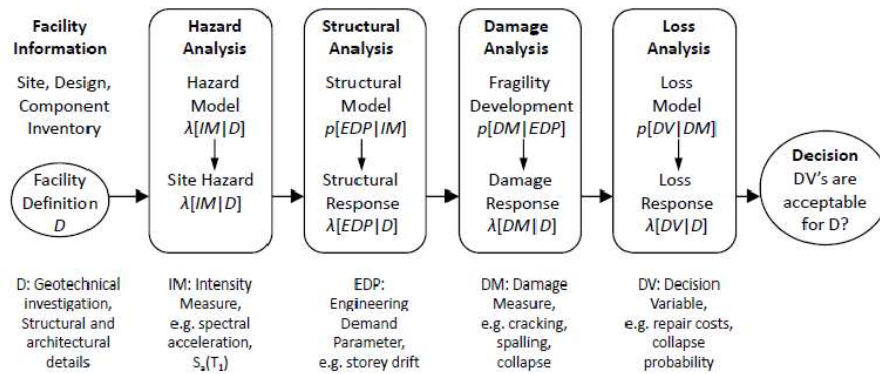 Facility
Information
Site, Design,
Component
Inventory
Facility
Definition
D
D: Geotechnical
investigation,
Structural and
architectural
details
Hazard
Analysis
Hazard
Model
λ[IM|D]
Site Hazard
λ[IM|D]
IM: Intensity
Measure,
e.g. spectral
acceleration,
Sₐ(T₁)
Structural
Analysis
Structural
Model
p[EDP|IM]
Structural
Response
λ[EDP|D]
EDP:
Engineering
Demand
Parameter,
e.g. storey drift
Damage
Analysis
Fragility
Development
p[DM|EDP]
Damage
Response
λ[DM|D]
DM: Damage
Measure,
e.g. cracking,
spalling,
collapse
Loss
Analysis
Loss
Model
p[DV|DM]
Loss
Response
λ[DV|D]
DV: Decision
Variable,
e.g. repair costs,
collapse
probability
Decision
DV's are
acceptable
for D?